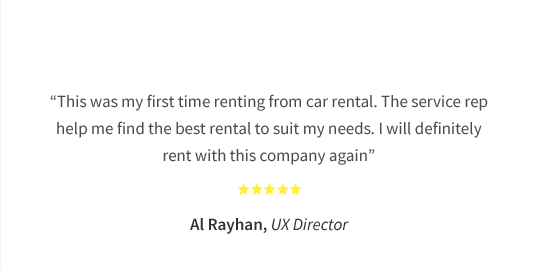 “This was my first time renting from car rental. The service rep
help me find the best rental to suit my needs. I will definitely
rent with this company again”
Al Rayhan, UX Director